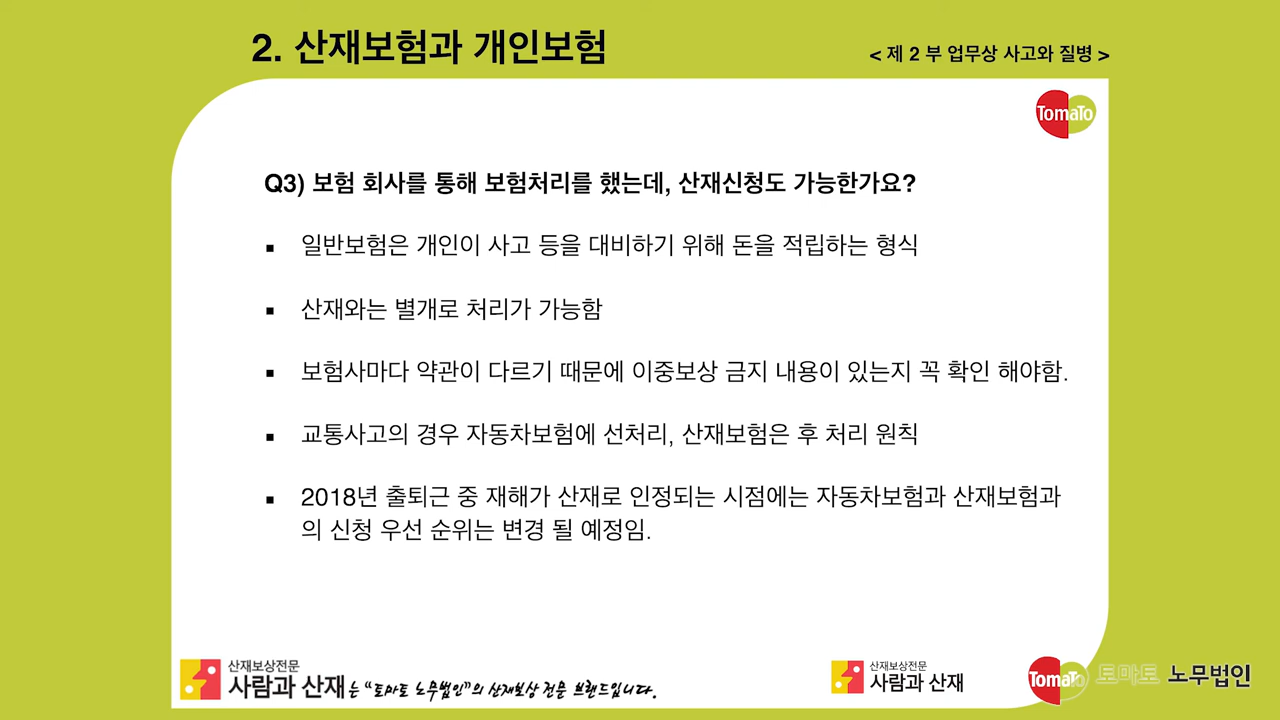 2. 산재보험과 개인보험
< 제 2 부 업무상 사고와 질병 >
TomaTo
Q3) 보험 회사를 통해 보험처리를 했는데, 산재신청도 가능한가요?
▪ 일반보험은 개인이 사고 등을 대비하기 위해 돈을 적립하는 형식
▪ 산재와는 별개로 처리가 가능함
▪ 보험사마다 약관이 다르기 때문에 이중보상 금지 내용이 있는지 꼭 확인 해야함.
▪ 교통사고의 경우 자동차보험에 선처리, 산재보험은 후 처리 원칙
▪ 2018년 출퇴근 중 재해가 산재로 인정되는 시점에는 자동차보험과 산재보험과
의 신청 우선 순위는 변경 될 예정임.
산재보상전문
사람과 산재는 “토마토 노무법인”의 산재보상 전문 브랜드입니다.
산재보상전문
사람과 산재
TomaTo 토마토 노무법인